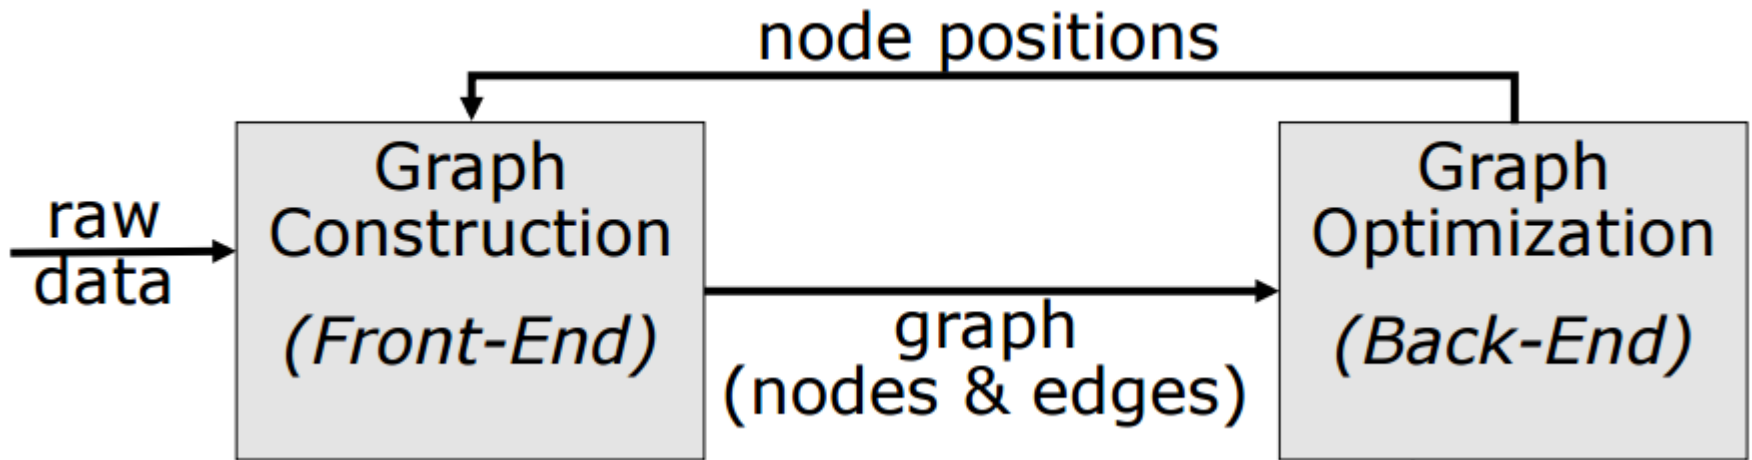 node positions
raw
data
Graph
Construction
(Front-End)
graph
(nodes & edges)
Graph
Optimization
(Back-End)